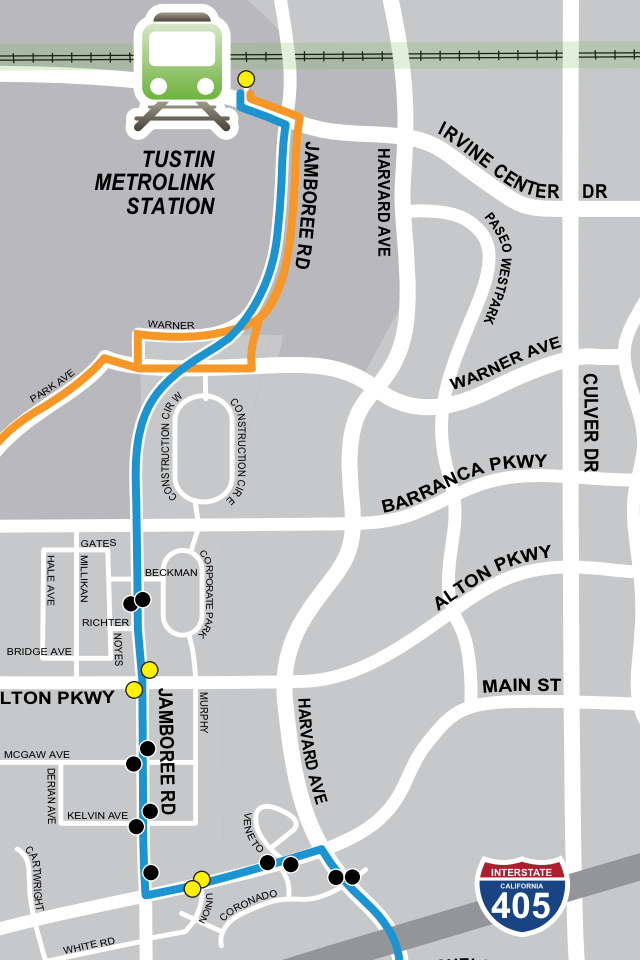 TUSTIN
METROLINK
STATION
JAMBOREE RD
HARVARD AVE
IRVINE CENTER DR
PASEO WESTPARK
WARNER
PARK AVE
WARNER AVE
CULVER DR
CONSTRUCTION CIR W
CONSTRUCTION CIR E
BARRANCA PKWY
GATES
HALE AVE
MILLIKAN
BECKMAN
CORPORATE PARK
ALTON PKWY
RICHTER
NOYES
BRIDGE AVE
LTON PKWY
JAMBOREE RD
MURPHY
HARVARD AVE
MAIN ST
MCGAW AVE
DERIAN AVE
KELVIN AVE
VENETO
CARTWRIGHT
UNION
CORONADO
WHITE RD
INTERSTATE
CALIFORNIA
405